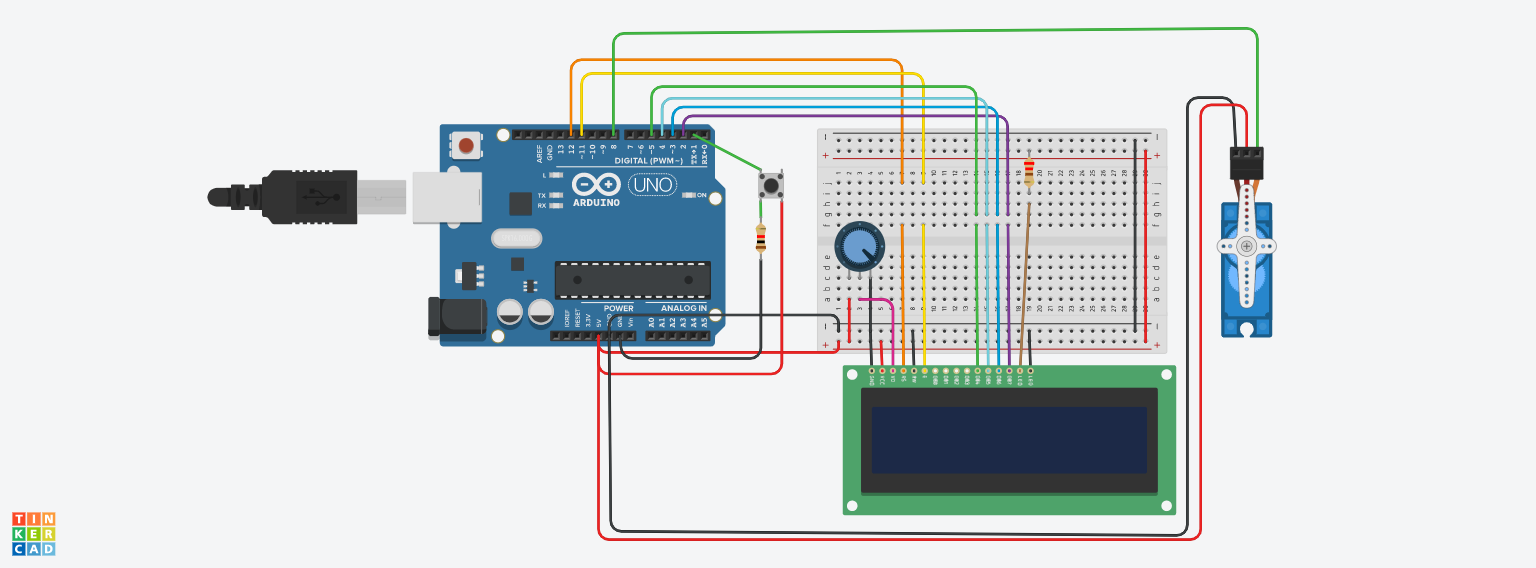 AREF
GND
13
12
~11
~10
~9
8
7
~6
~5
4
~3
2
TX→1
RX←0
DIGITAL (PWM~)
L
TX
RX
ARDUINO
UNO
ON
IOREF
RESET
3.3V
5V
GND
Vin
POWER
ANALOG IN
A0
A1
A2
A3
A4
A5
j
i
h
g
f
e
d
c
b
a
GND
VCC
V0
RS
RW
E
DB0
DB1
DB2
DB3
DB4
DB5
DB6
DB7
LED
LED
TIN
KER
CAD